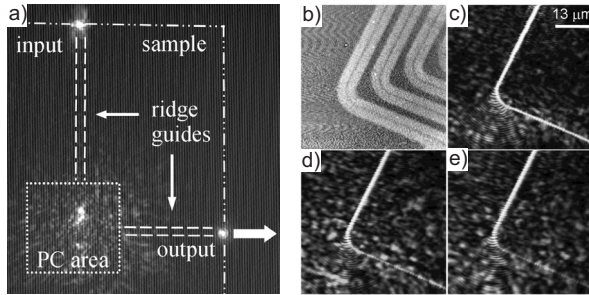 a)
input
sample
ridge
guides
PC area
output
b)
c)
13 μm
d)
e)